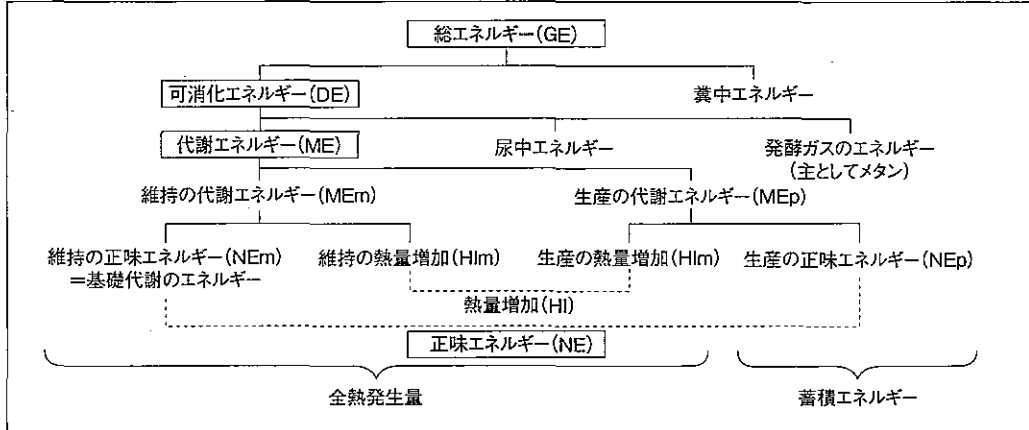 総エネルギー(GE)
可消化エネルギー(DE)
糞中エネルギー
代謝エネルギー(ME)
尿中エネルギー
発酵ガスのエネルギー
(主としてメタン)
維持の代謝エネルギー(MEm)
生産の代謝エネルギー(MEp)
維持の正味エネルギー(NEm)
=基礎代謝のエネルギー
維持の熱量増加(HIm)
生産の熱量増加(HIm)
生産の正味エネルギー(NEp)
熱量増加(HI)
正味エネルギー(NE)
全熱発生量
蓄積エネルギー